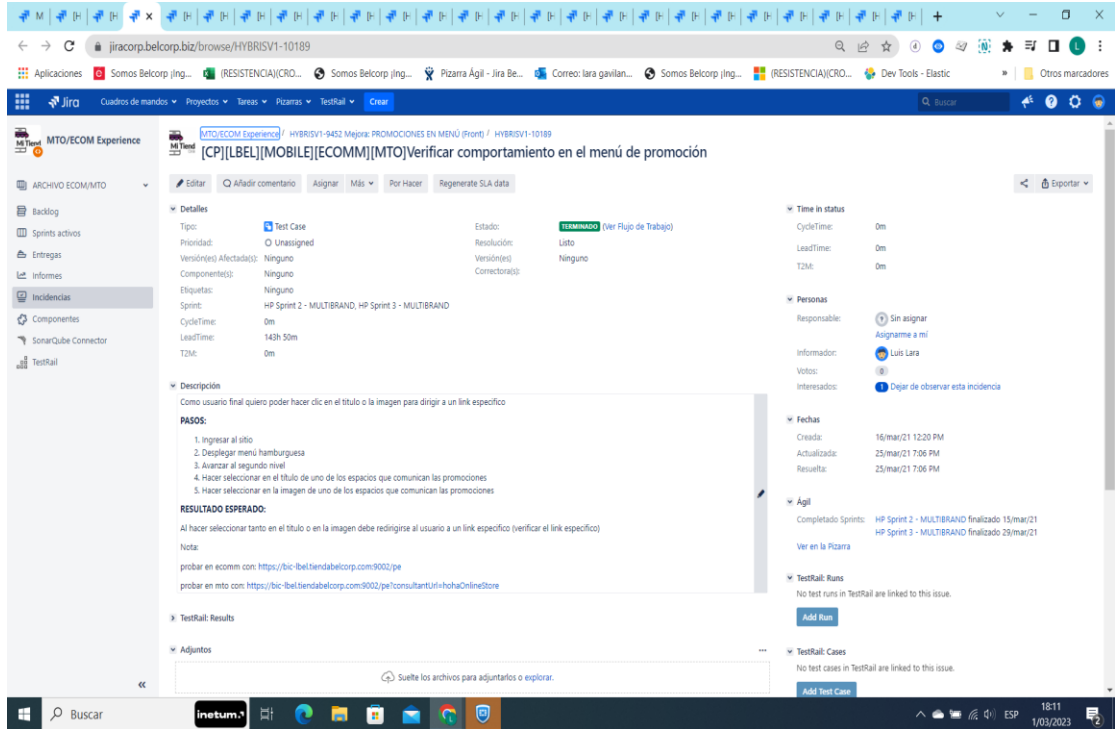 M
jiracorp.belcorp.biz/browse/HYBRISV1-10189
Aplicaciones
Somos Belcorp ¡Ing...
(RESISTENCIA)(CRO...
Somos Belcorp ¡Ing...
Pizarra Ágil - Jira Be...
Correo: lara gavilan...
Somos Belcorp ¡Ing...
(RESISTENCIA)(CRO...
Dev Tools - Elastic
»
Otros marcadores
Jira
Cuadros de mandos
Proyectos
Tareas
Pizarras
TestRail
Crear
Buscar
Mi Tiend
MTO/ECOM Experience
ARCHIVO ECOM/MTO
Backlog
Sprints activos
Entregas
Informes
Incidencias
Componentes
SonarQube Connector
TestRail
Mi Tiend
MTO/ECOM Experience / HYBRISV1-9452 Mejora: PROMOCIONES EN MENÚ (Front) / HYBRISV1-10189
[CP][LBEL][MOBILE][ECOMM][MTO]Verificar comportamiento en el menú de promoción
Editar
Añadir comentario
Asignar
Más
Por Hacer
Regenerate SLA data
Exportar
Detalles
Tipo: Test Case
Estado: TERMINADO (Ver Flujo de Trabajo)
Prioridad: Unassigned
Resolución: Listo
Versión(es) Afectada(s): Ninguno
Versión(es) Correctora(s): Ninguno
Componente(s): Ninguno
Etiquetas: Ninguno
Sprint: HP Sprint 2 - MULTIBRAND, HP Sprint 3 - MULTIBRAND
CycleTime: 0m
LeadTime: 143h 50m
T2M: 0m
Descripción
Como usuario final quiero poder hacer clic en el titulo o la imagen para dirigir a un link especifico
PASOS:
1. Ingresar al sitio
2. Desplegar menú hamburguesa
3. Avanzar al segundo nivel
4. Hacer seleccionar en el título de uno de los espacios que comunican las promociones
5. Hacer seleccionar en la imagen de uno de los espacios que comunican las promociones
RESULTADO ESPERADO:
Al hacer seleccionar tanto en el titulo o en la imagen debe redirigirse al usuario a un link especifico (verificar el link especifico)
Nota:
probar en ecomm con: https://bic-lbel.tiendabelcorp.com:9002/pe
probar en mto con: https://bic-lbel.tiendabelcorp.com:9002/pe?consultantUrl=hohaOnlineStore
TestRail: Results
Adjuntos
Suelte los archivos para adjuntarlos o explorar.
Time in status
CycleTime: 0m
LeadTime: 0m
T2M: 0m
Personas
Responsable: Sin asignar
Asignarme a mí
Informador: Luis Lara
Votos: 0
Interesados: 1 Dejar de observar esta incidencia
Fechas
Creada: 16/mar/21 12:20 PM
Actualizada: 25/mar/21 7:06 PM
Resuelta: 25/mar/21 7:06 PM
Ágil
Completado Sprints: HP Sprint 2 - MULTIBRAND finalizado 15/mar/21
HP Sprint 3 - MULTIBRAND finalizado 29/mar/21
Ver en la Pizarra
TestRail: Runs
No test runs in TestRail are linked to this issue.
Add Run
TestRail: Cases
No test cases in TestRail are linked to this issue.
Add Test Case
Buscar
inetum.
ESP
18:11
1/03/2023
2